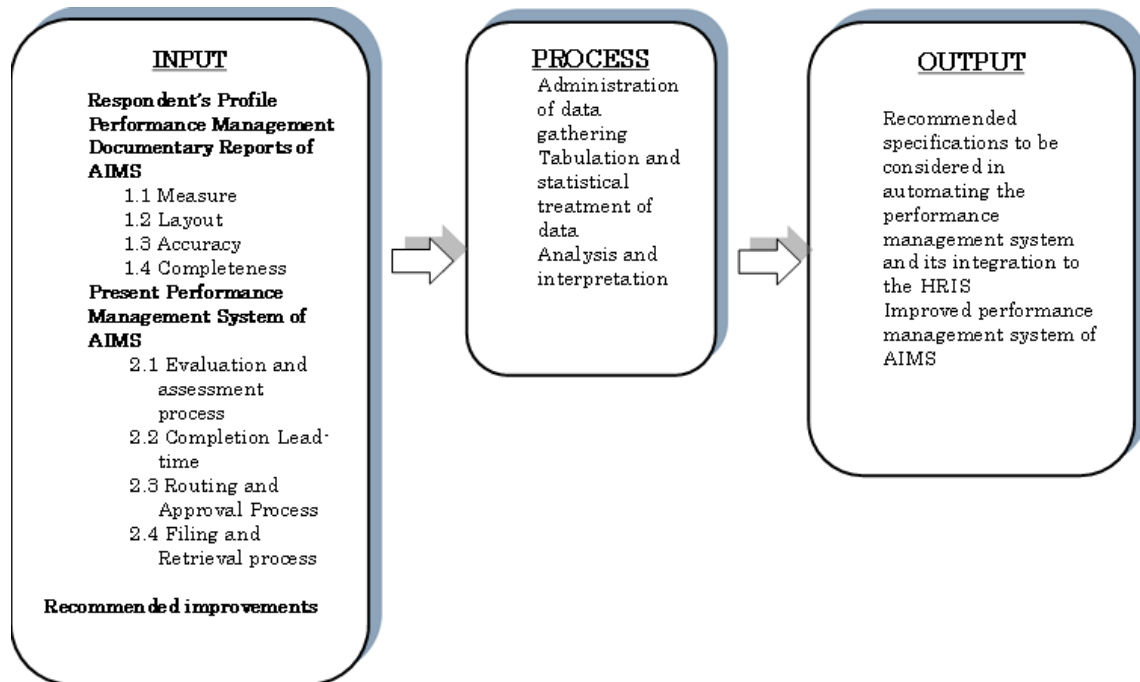 INPUT
Respondent's Profile
Performance Management
Documentary Reports of
AIMS
1.1 Measure
1.2 Layout
1.3 Accuracy
1.4 Completeness
Present Performance
Management System of
AIMS
2.1 Evaluation and
assessment
process
2.2 Completion Lead-
time
2.3 Routing and
Approval Process
2.4 Filing and
Retrieval process
Recommended improvements
PROCESS
Administration
of data
gathering
Tabulation and
statistical
treatment of
data
Analysis and
interpretation
OUTPUT
Recommended
specifications to be
considered in
automating the
performance
management system
and its integration to
the HRIS
Improved performance
management system of
AIMS